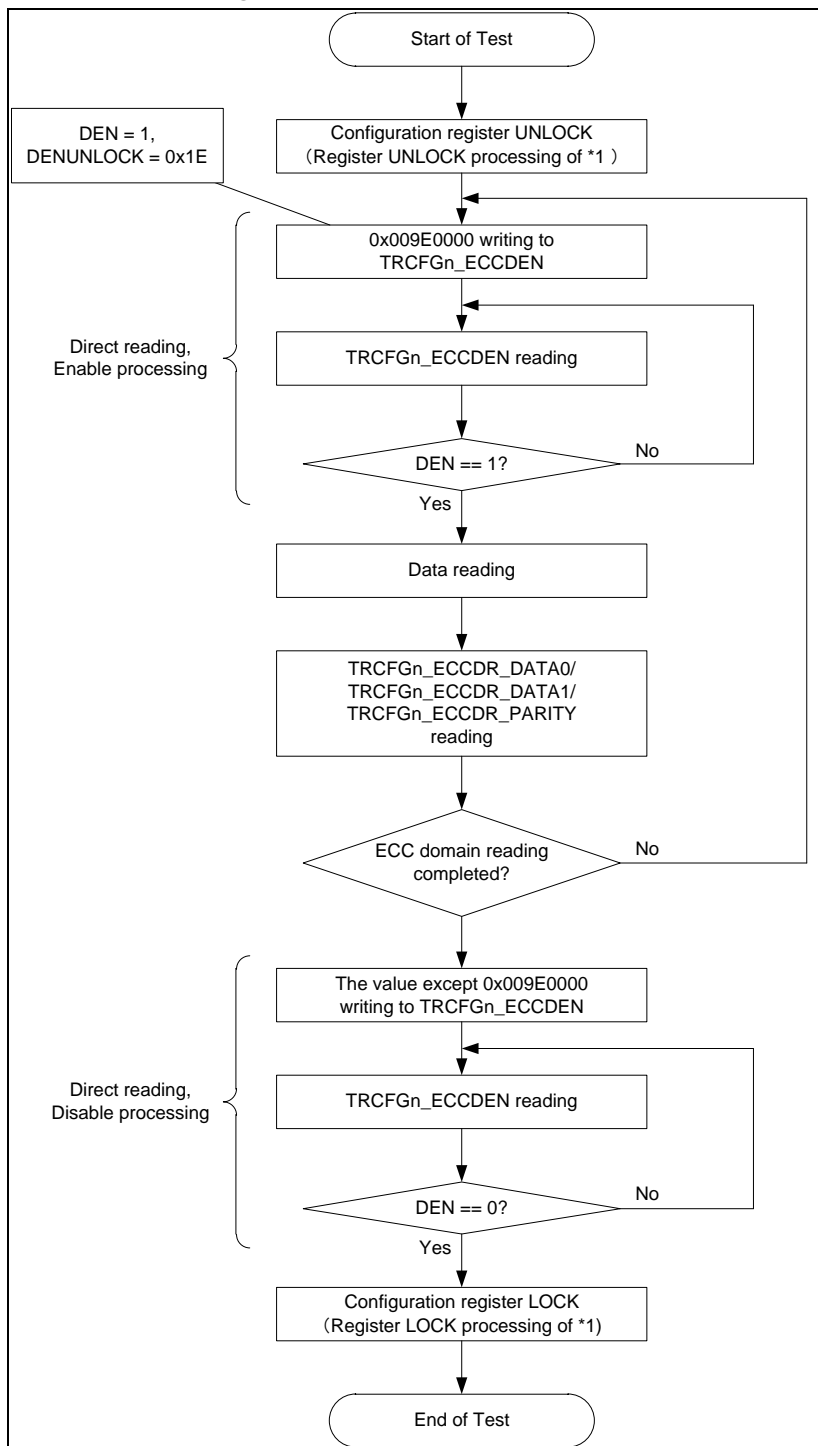 Start of Test
Configuration register UNLOCK
（Register UNLOCK processing of *1 ）
DEN = 1,
DENUNLOCK = 0x1E
0x009E0000 writing to
TRCFGn_ECCDEN
Direct reading,
Enable processing
TRCFGn_ECCDEN reading
DEN == 1?
No
Yes
Data reading
TRCFGn_ECCDR_DATA0/
TRCFGn_ECCDR_DATA1/
TRCFGn_ECCDR_PARITY
reading
ECC domain reading
completed?
No
The value except 0x009E0000
writing to TRCFGn_ECCDEN
Direct reading,
Disable processing
TRCFGn_ECCDEN reading
DEN == 0?
No
Yes
Configuration register LOCK
（Register LOCK processing of *1)
End of Test